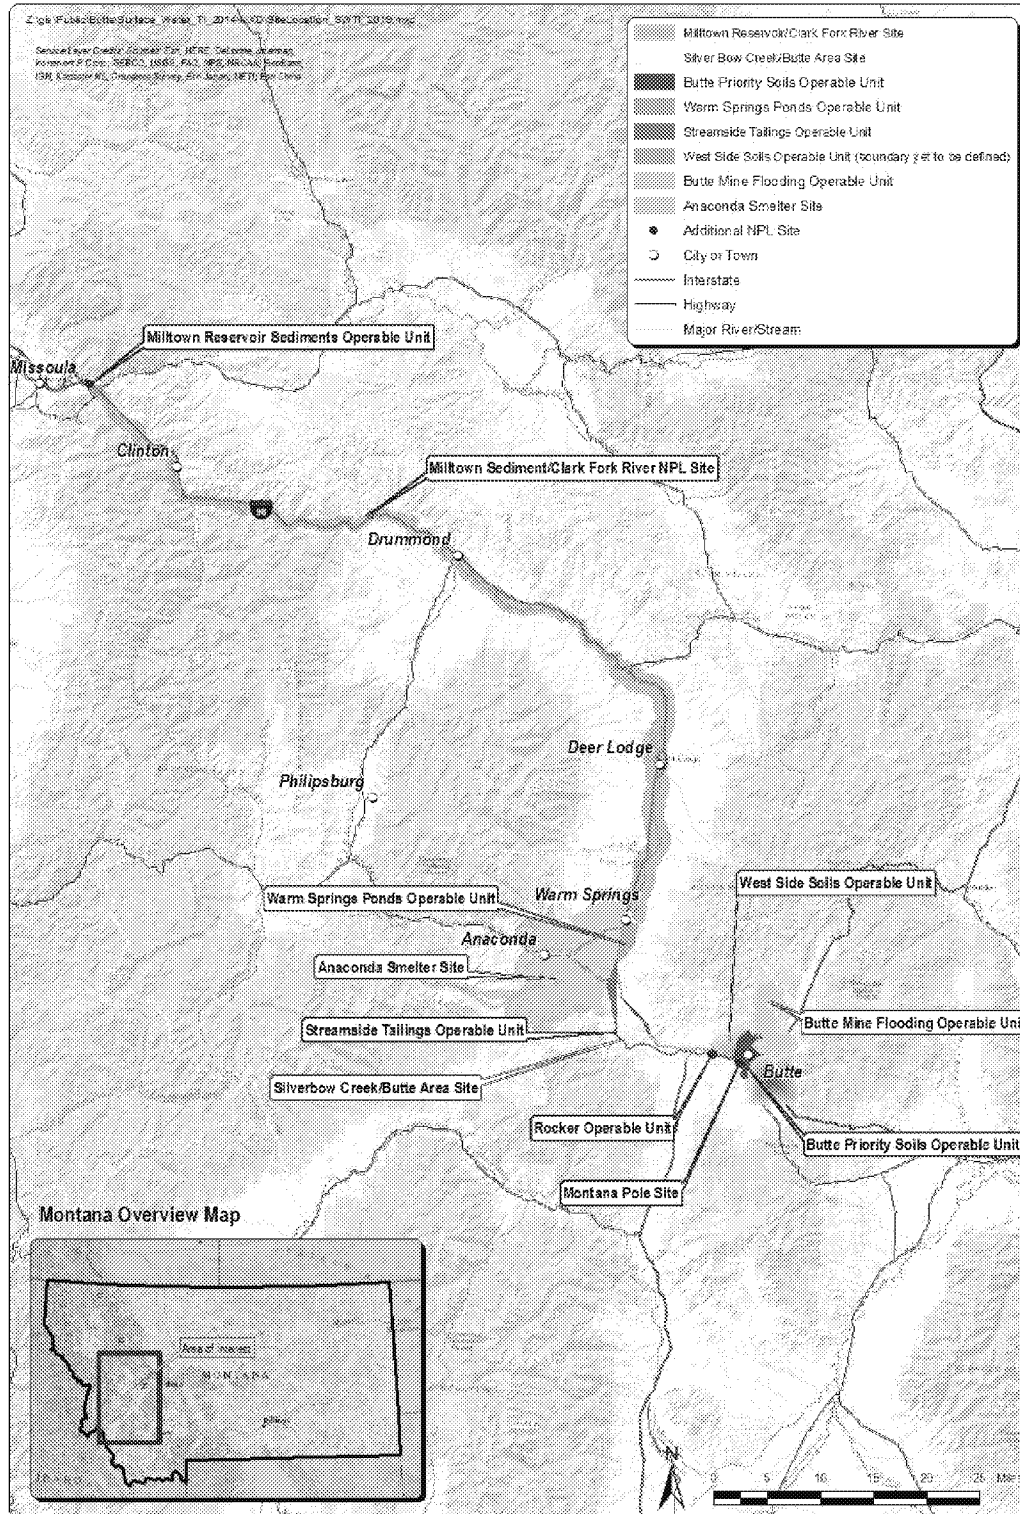 Milltown Reservoir/Clark Fork River Site
Silver Bow Creek/Butte Area Site
Butte Priority Soils Operable Unit
Warm Springs Ponds Operable Unit
Streamside Tailings Operable Unit
West Side Soils Operable Unit (boundary yet to be defined)
Butte Mine Flooding Operable Unit
Anaconda Smelter Site
Additional NPL Site
City or Town
Interstate
Highway
Major River/Stream
Milltown Reservoir Sediments Operable Unit
Missoula
Clinton
Milltown Sediment/Clark Fork River NPL Site
Drummond
Deer Lodge
Philipsburg
West Side Soils Operable Unit
Warm Springs Ponds Operable Unit
Warm Springs
Anaconda
Anaconda Smelter Site
Streamside Tailings Operable Unit
Butte Mine Flooding Operable Unit
Silverbow Creek/Butte Area Site
Butte
Rocker Operable Unit
Butte Priority Soils Operable Unit
Montana Pole Site
Montana Overview Map
Area of Interest
MONTANA
Billings
N
0 5 10 15 20 25